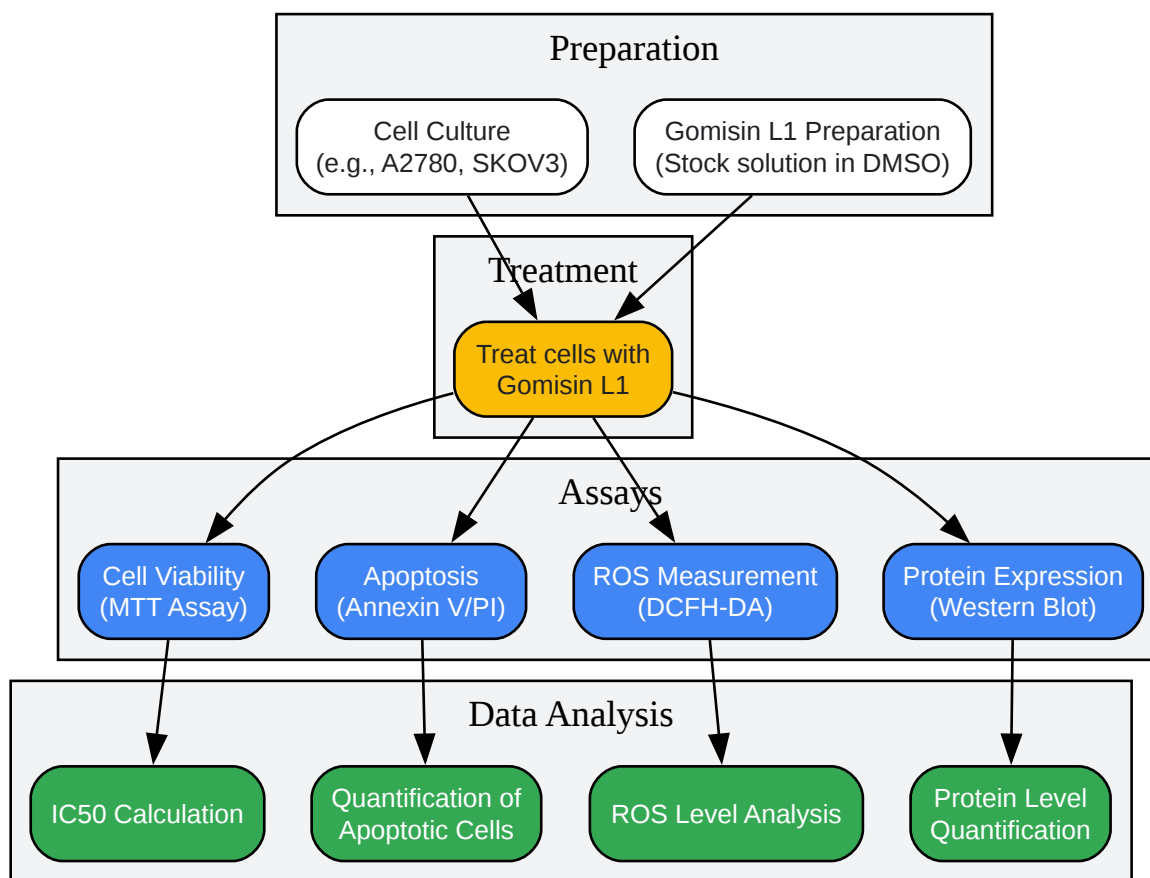 Preparation
Cell Culture
(e.g., A2780, SKOV3)
Gomisin L1 Preparation
(Stock solution in DMSO)
Treatment
Treat cells with
Gomisin L1
Assays
Cell Viability
(MTT Assay)
Apoptosis
(Annexin V/PI)
ROS Measurement
(DCFH-DA)
Protein Expression
(Western Blot)
Data Analysis
IC50 Calculation
Quantification of
Apoptotic Cells
ROS Level Analysis
Protein Level
Quantification